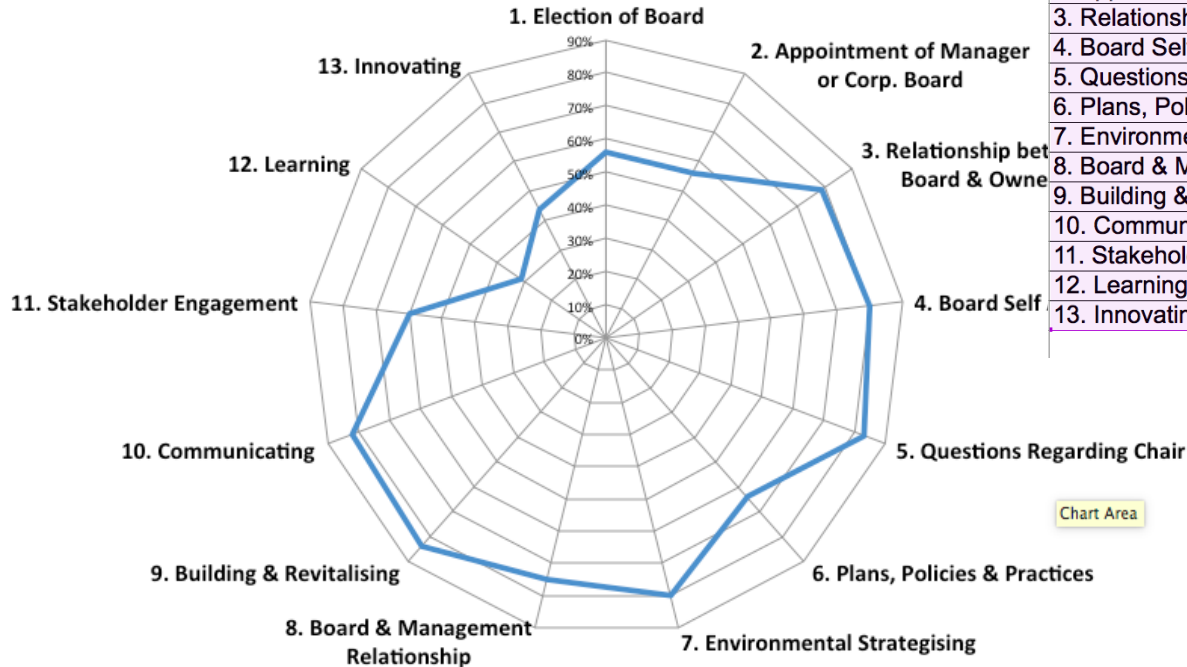 1. Election of Board
90%
80%
70%
60%
50%
40%
30%
20%
10%
0%
2. Appointment of Manager
or Corp. Board
3. Relationship bet
Board & Owne
4. Board Self
5. Questions Regarding Chair
6. Plans, Policies & Practices
7. Environmental Strategising
8. Board & Management
Relationship
9. Building & Revitalising
10. Communicating
11. Stakeholder Engagement
12. Learning
13. Innovating
3. Relationsh
4. Board Sel
5. Questions
6. Plans, Pol
7. Environme
8. Board & M
9. Building &
10. Commun
11. Stakehol
12. Learning
13. Innovatin
Chart Area